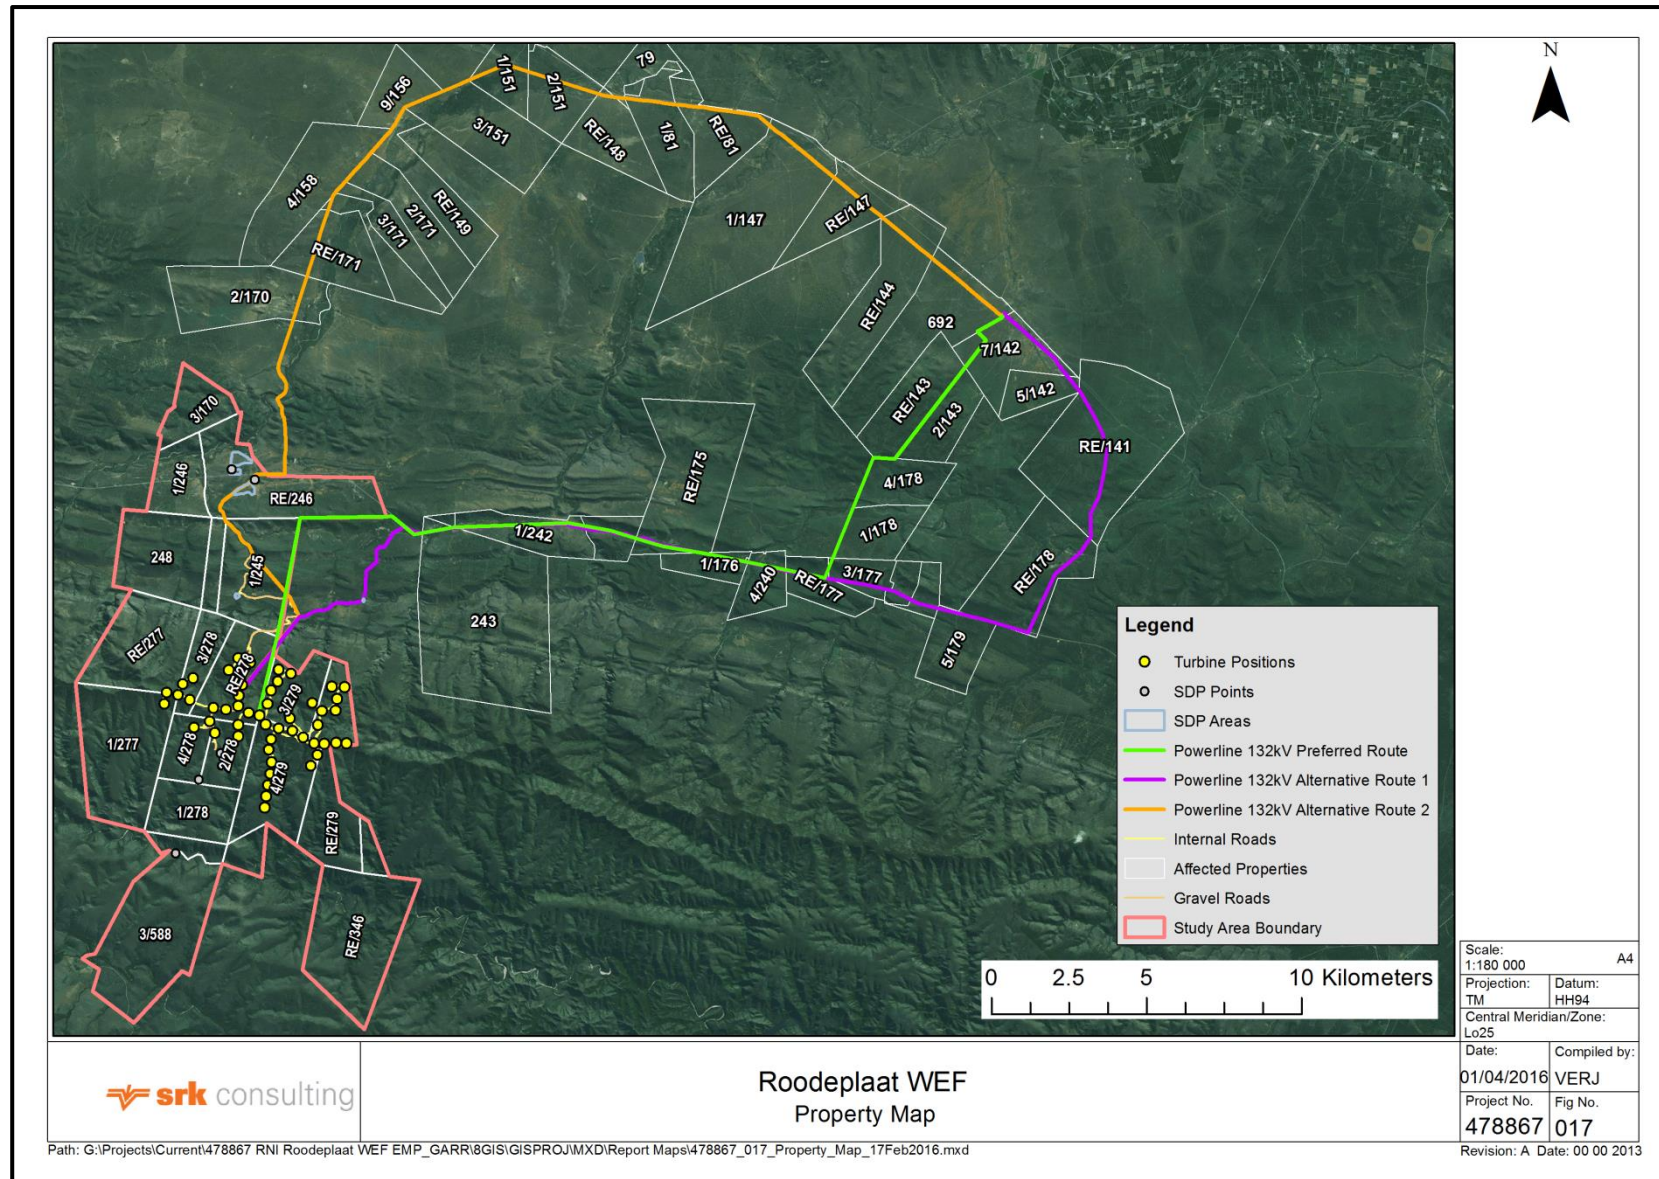 N
79
1/151
2/151
9/156
3/151
RE/148
1/81
RE/81
4/158
RE/149
2/171
3/171
RE/171
1/147
RE/147
2/170
RE/144
692
7/142
5/142
RE/143
2/143
RE/141
3/170
1/246
RE/246
RE/175
4/178
1/178
1/242
248
1/245
1/176
4/240
RE/177
3/177
RE/178
243
5/179
RE/277
3/278
RE/278
3/279
1/277
4/278
2/278
4/279
1/278
RE/279
3/588
RE/346
Legend
Turbine Positions
SDP Points
SDP Areas
Powerline 132kV Preferred Route
Powerline 132kV Alternative Route 1
Powerline 132kV Alternative Route 2
Internal Roads
Affected Properties
Gravel Roads
Study Area Boundary
0 2.5 5 10 Kilometers
Scale:
1:180 000 A4
Projection: Datum:
TM HH94
Central Meridian/Zone:
Lo25
Date: Compiled by:
01/04/2016 VERJ
Project No. Fig No.
478867 017
srk consulting
Roodeplaat WEF
Property Map
Path: G:\Projects\Current\478867 RNI Roodeplaat WEF EMP_GARR\8GIS\GISPROJ\MXD\Report Maps\478867_017_Property_Map_17Feb2016.mxd
Revision: A Date: 00 00 2013